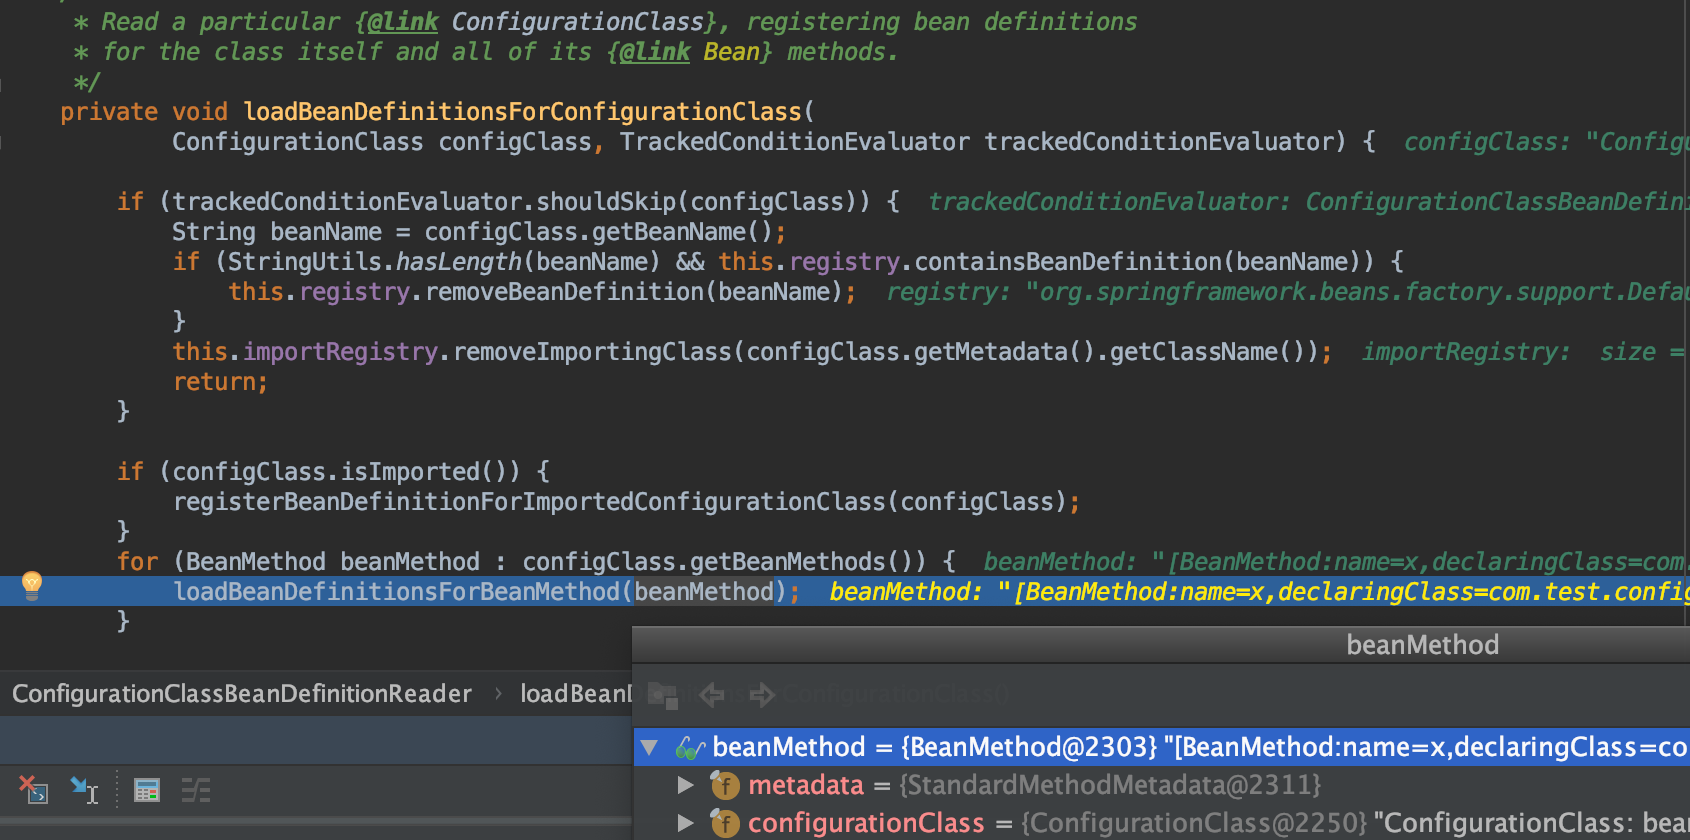 * Read a particular {@link ConfigurationClass}, registering bean definitions
* for the class itself and all of its {@link Bean} methods.
*/
private void loadBeanDefinitionsForConfigurationClass(
ConfigurationClass configClass, TrackedConditionEvaluator trackedConditionEvaluator) { configClass: "Config
if (trackedConditionEvaluator.shouldSkip(configClass)) { trackedConditionEvaluator: ConfigurationClassBeanDefini
String beanName = configClass.getBeanName();
if (StringUtils.hasLength(beanName) && this.registry.containsBeanDefinition(beanName)) {
this.registry.removeBeanDefinition(beanName); registry: "org.springframework.beans.factory.support.Defau
}
this.importRegistry.removeImportingClass(configClass.getMetadata().getClassName()); importRegistry: size =
return;
}
if (configClass.isImported()) {
registerBeanDefinitionForImportedConfigurationClass(configClass);
}
for (BeanMethod beanMethod : configClass.getBeanMethods()) { beanMethod: "[BeanMethod:name=x,declaringClass=com.
loadBeanDefinitionsForBeanMethod(beanMethod); beanMethod: "[BeanMethod:name=x,declaringClass=com.test.config
}
beanMethod
ConfigurationClassBeanDefinitionReader › loadBeanDefinitionsForConfigurationClass()
beanMethod = {BeanMethod@2303} "[BeanMethod:name=x,declaringClass=co
metadata = {StandardMethodMetadata@2311}
configurationClass = {ConfigurationClass@2250} "ConfigurationClass: bea